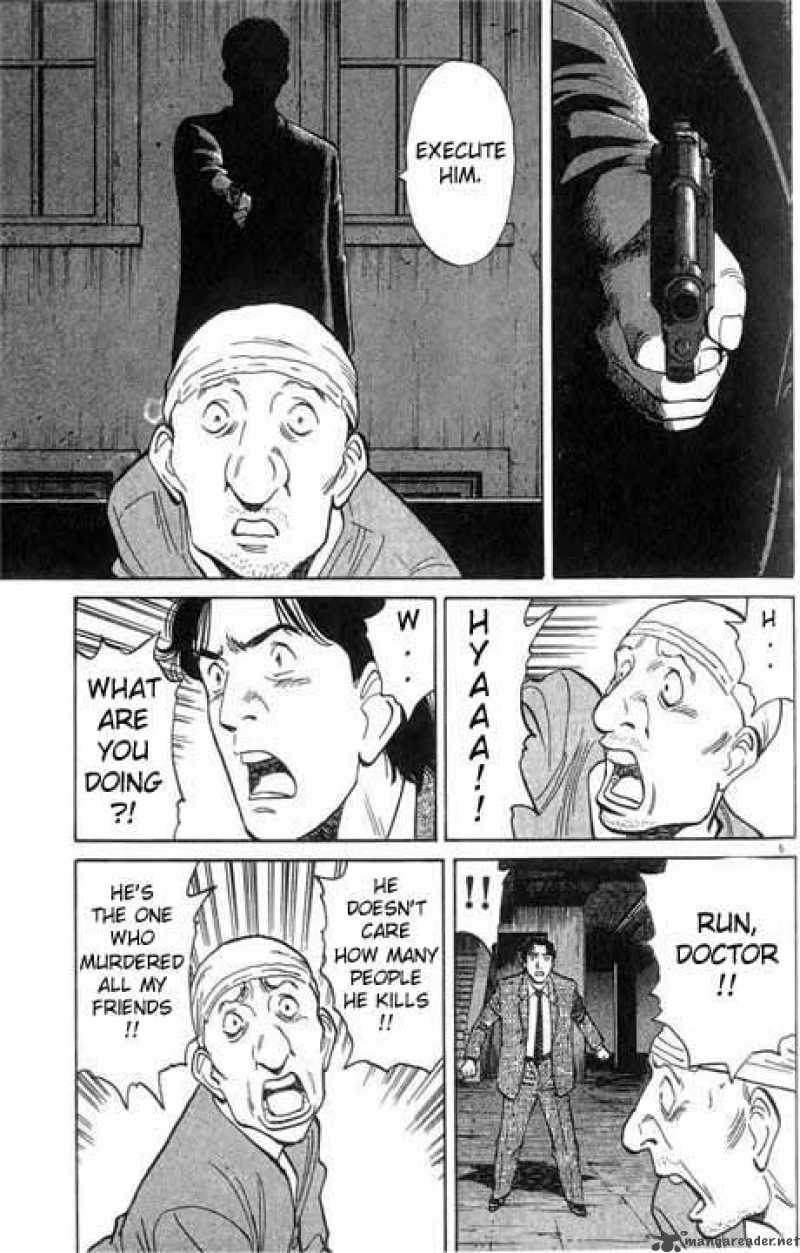 EXECUTE
HIM.
H..
HYAAA!!
W..
WHAT
ARE
YOU
DOING
?!
RUN,
DOCTOR
!!
!!
HE
DOESN'T
CARE
HOW MANY
PEOPLE
HE KILLS
!!
HE'S
THE ONE
WHO
MURDERED
ALL MY
FRIENDS
!!
mangareader.net